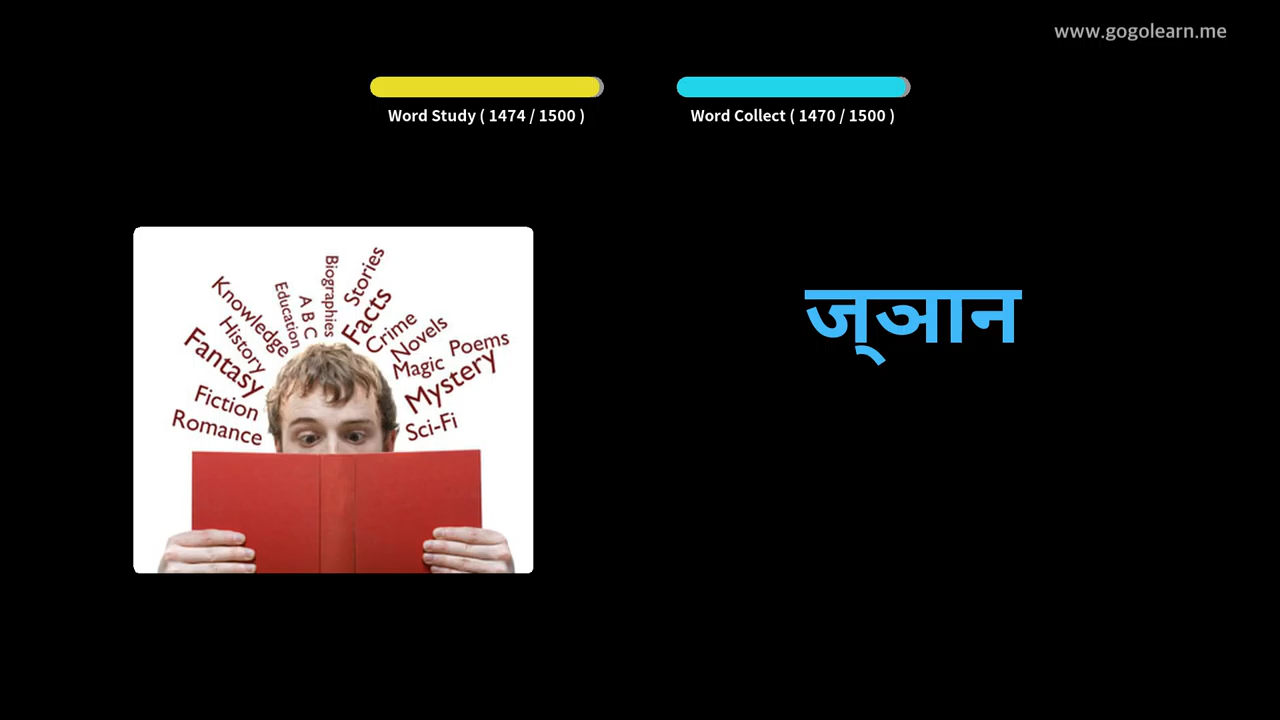 www.gogolearn.me
Word Study ( 1474 / 1500 )
Word Collect ( 1470 / 1500 )
ज्ञान
Biographies
Stories
Education
A B C
Facts
Knowledge
History
Crime
Novels
Fantasy
Magic
Poems
Mystery
Fiction
Romance
Sci-Fi